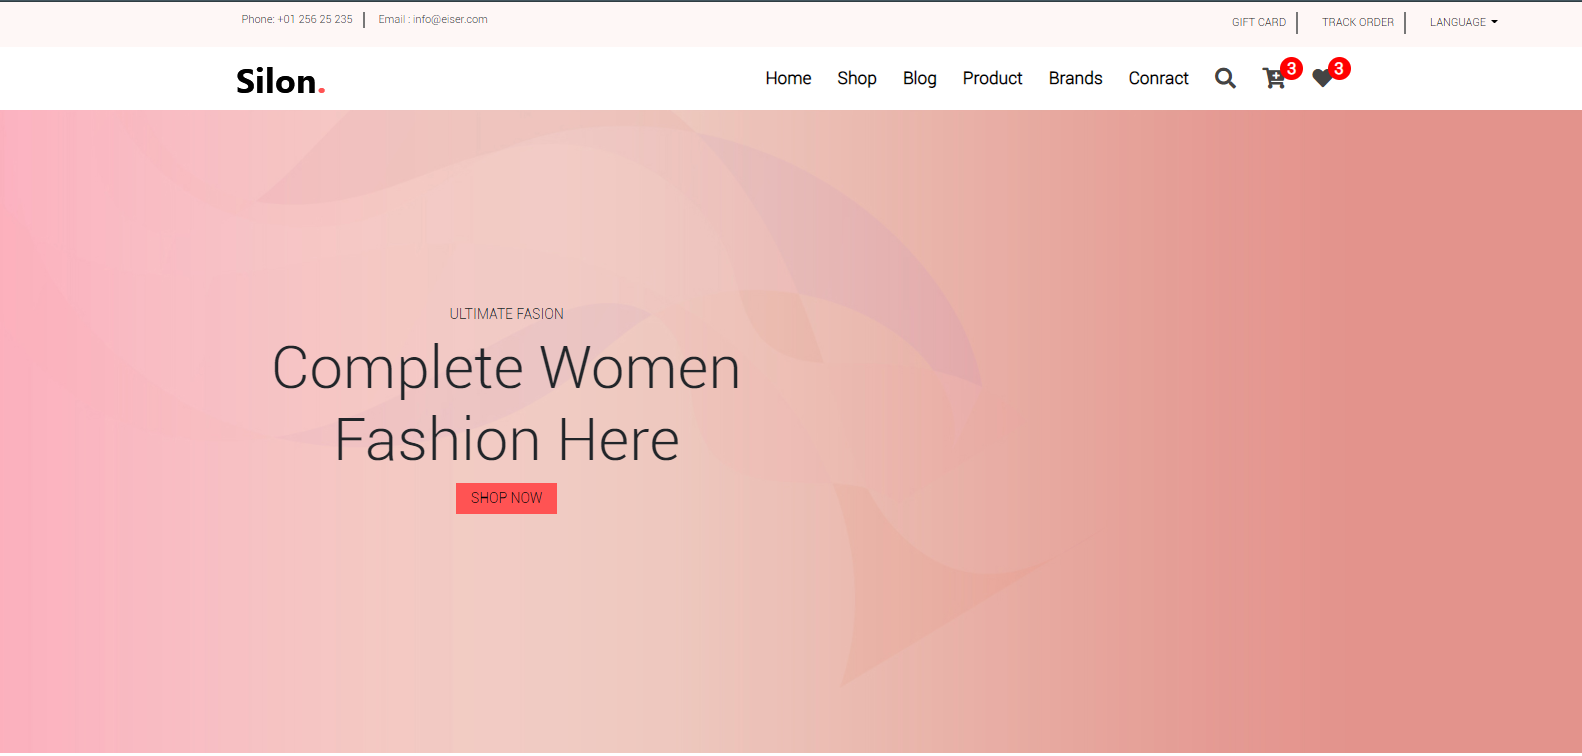 Phone: +01 256 25 235 Email : info@eiser.com GIFT CARD TRACK ORDER LANGUAGE
Silon. Home Shop Blog Product Brands Conract 3 3
ULTIMATE FASION
Complete Women
Fashion Here
SHOP NOW